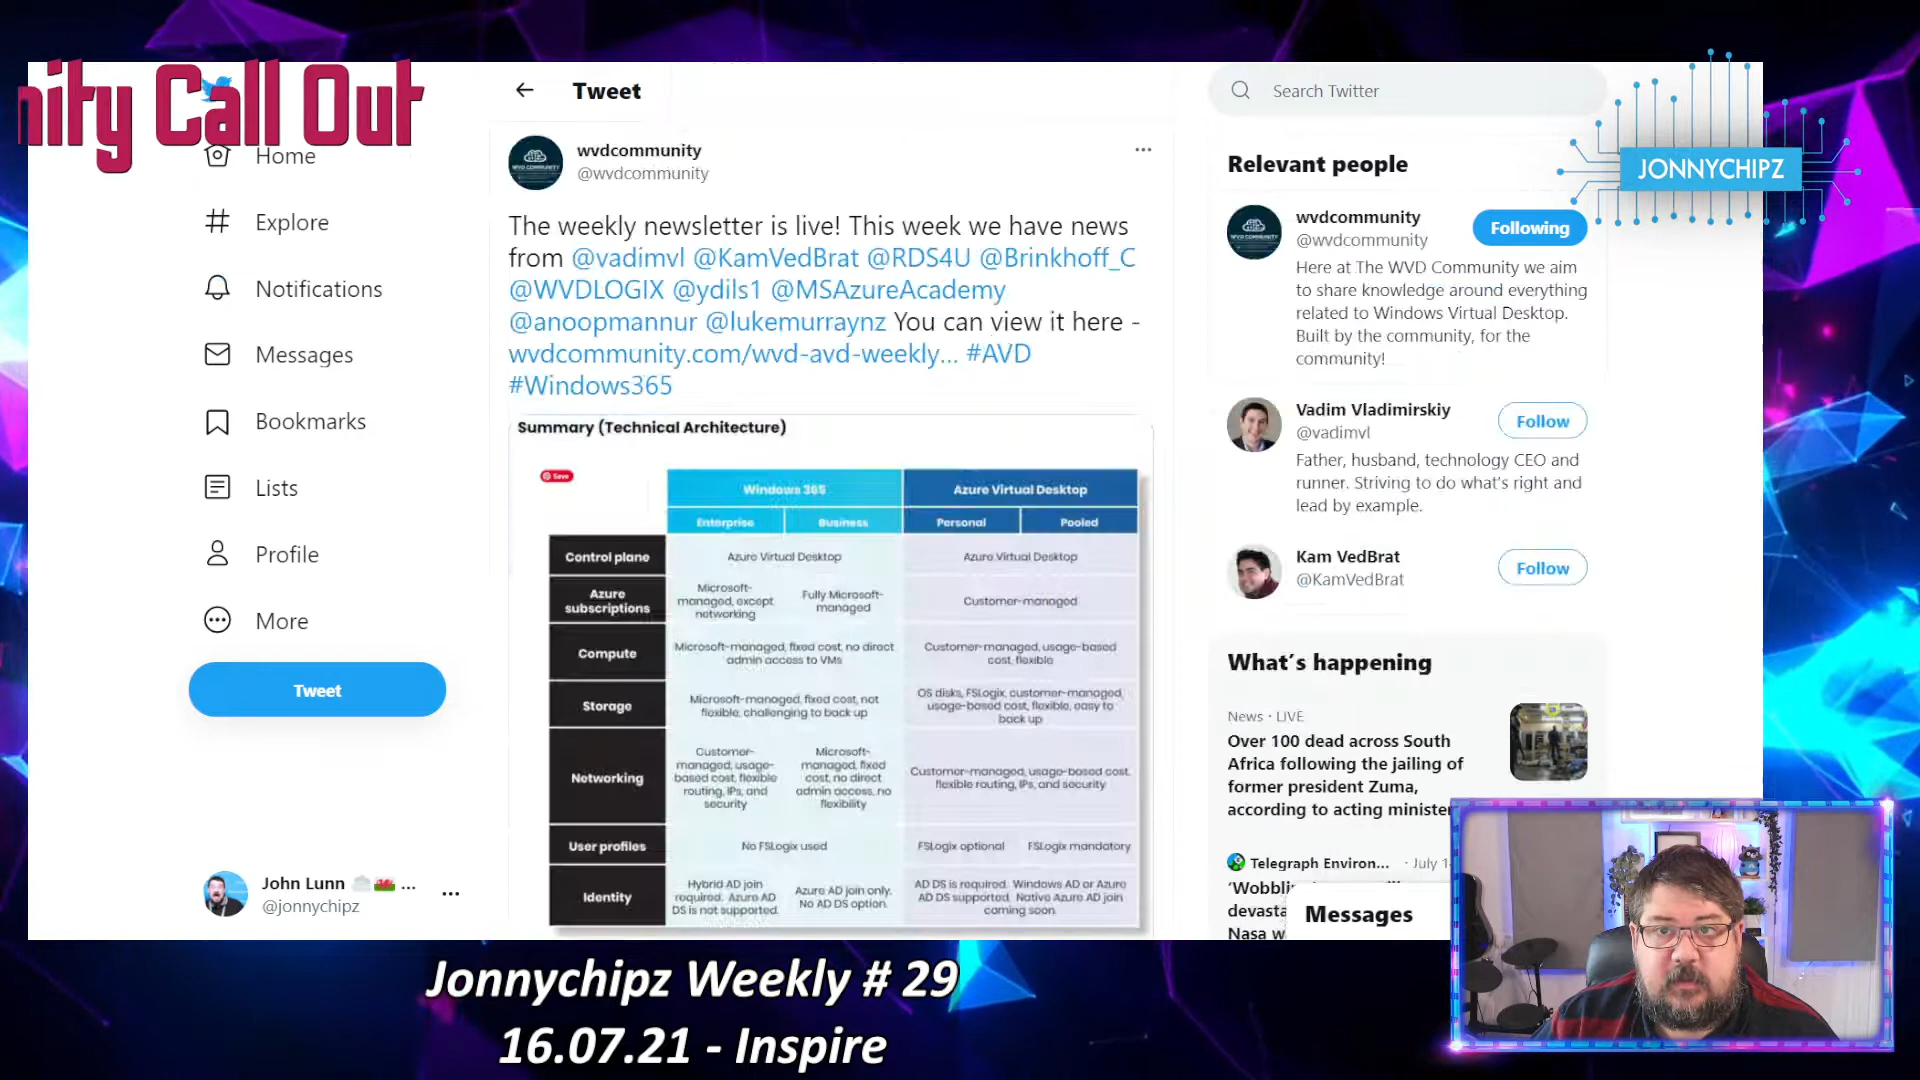 nity Call Out
Home
Explore
Notifications
Messages
Bookmarks
Lists
Profile
More
Tweet
John Lunn ...
@jonnychipz
Tweet
wvdcommunity
@wvdcommunity
The weekly newsletter is live! This week we have news
from @vadimvl @KamVedBrat @RDS4U @Brinkhoff_C
@WVDLOGIX @ydils1 @MSAzureAcademy
@anoopmannur @lukemurraynz You can view it here -
wvdcommunity.com/wvd-avd-weekly... #AVD
#Windows365
Summary (Technical Architecture)
Save
Windows 365
Azure Virtual Desktop
Enterprise
Business
Personal
Pooled
Control plane
Azure Virtual Desktop
Azure Virtual Desktop
Azure
subscriptions
Microsoft-
managed, except
networking
Fully Microsoft-
managed
Customer-managed
Compute
Microsoft-managed, fixed cost, no direct
admin access to VMs
Customer-managed, usage-based
cost, flexible
Storage
Microsoft-managed, fixed cost, not
flexible, challenging to back up
OS disks, FSLogix, customer-managed,
usage-based cost, flexible, easy to
back up
Networking
Customer-
managed, usage-
based cost, flexible
routing, IPs, and
security
Microsoft-
managed, fixed
cost, no direct
admin access, no
flexibility
Customer-managed, usage-based cost,
flexible routing, IPs, and security
User profiles
No FSLogix used
FSLogix optional
FSLogix mandatory
Identity
Hybrid AD join
required. Azure AD
DS is not supported.
Azure AD join only.
No AD DS option.
AD DS is required. Windows AD or Azure
AD DS supported. Native Azure AD join
coming soon.
Search Twitter
JONNYCHIPZ
Relevant people
wvdcommunity
@wvdcommunity
Following
Here at The WVD Community we aim
to share knowledge around everything
related to Windows Virtual Desktop.
Built by the community, for the
community!
Vadim Vladimirskiy
@vadimvl
Follow
Father, husband, technology CEO and
runner. Striving to do what's right and
lead by example.
Kam VedBrat
@KamVedBrat
Follow
What's happening
News · LIVE
Over 100 dead across South
Africa following the jailing of
former president Zuma,
according to acting minister
Telegraph Environ... · July 1
'Wobbli
devasta
Nasa w
Messages
Jonnychipz Weekly # 29
16.07.21 - Inspire